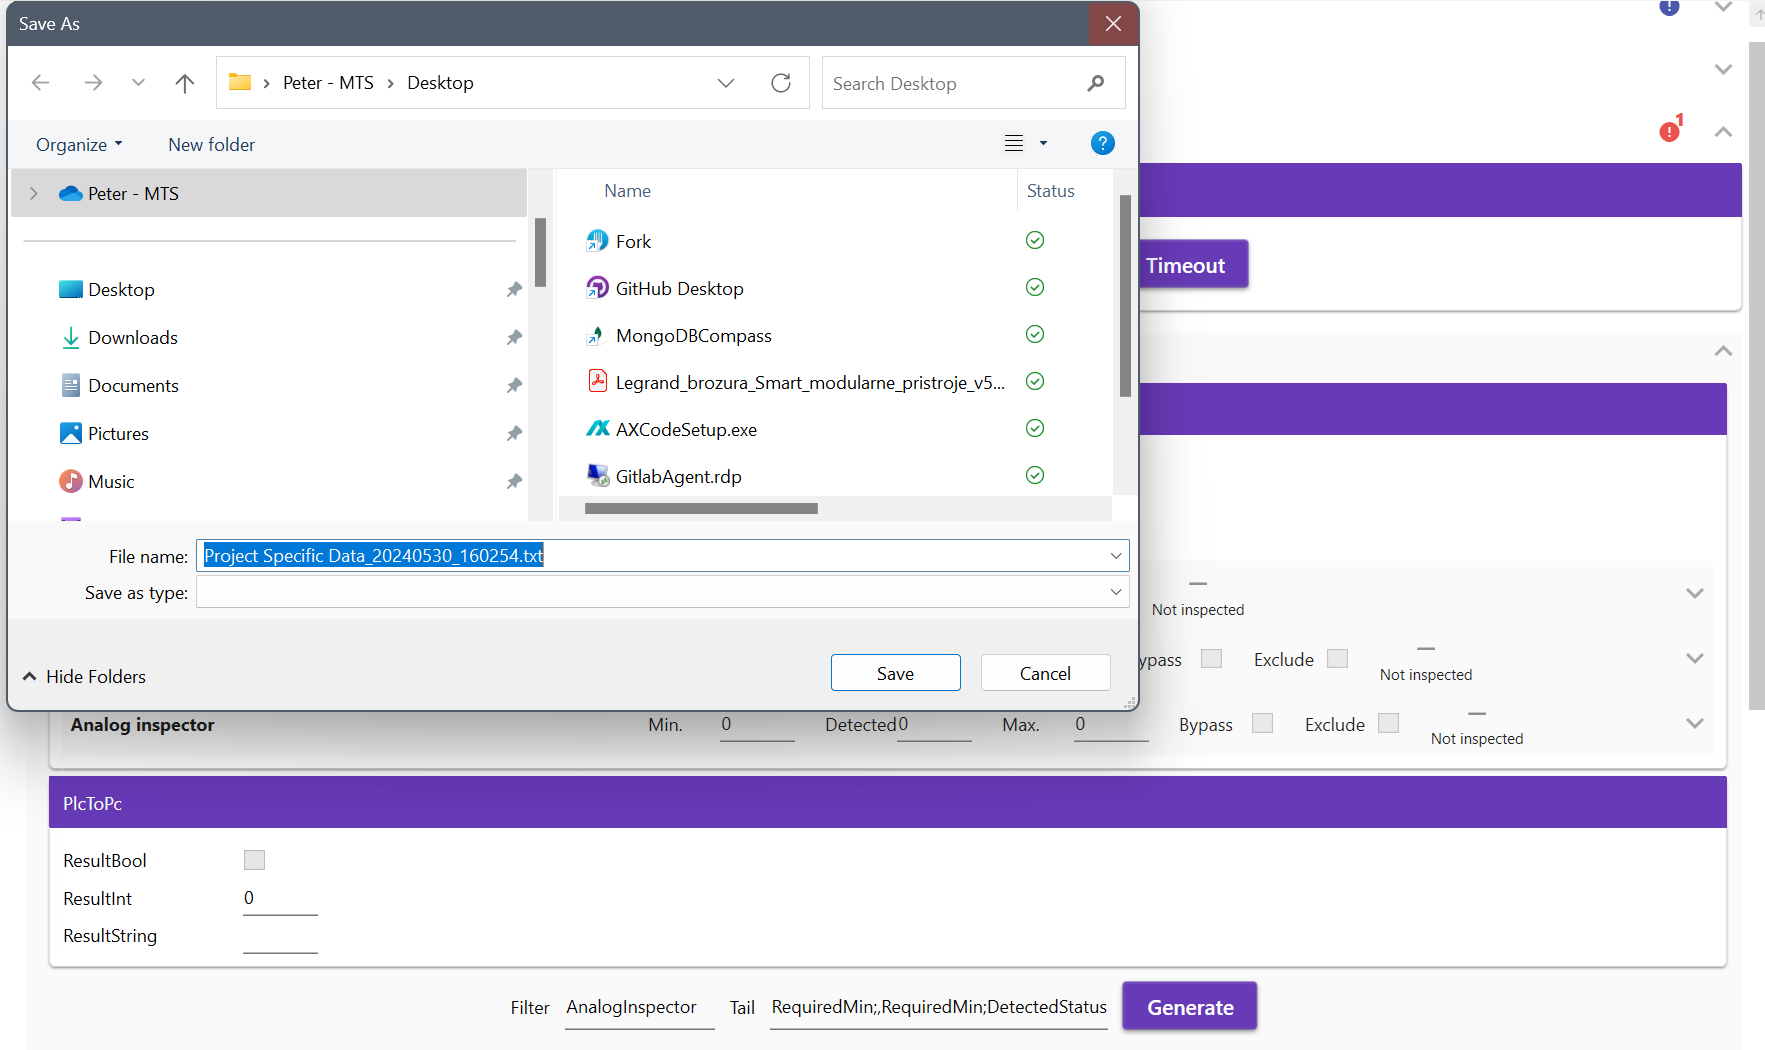 Save As
Peter - MTS
Desktop
Search Desktop
Organize
New folder
?
Peter - MTS
Desktop
Downloads
Documents
Pictures
Music
Name
Status
Fork
GitHub Desktop
MongoDBCompass
Legrand_brozura_Smart_modularne_pristroje_v5...
AXCodeSetup.exe
GitlabAgent.rdp
File name: Project Specific Data_20240530_160254.txt
Save as type:
Hide Folders
Save
Cancel
!
! 1
Timeout
Not inspected
ypass Exclude Not inspected
Analog inspector Min. 0 Detected 0 Max. 0 Bypass Exclude Not inspected
PlcToPc
ResultBool
ResultInt 0
ResultString
Filter AnalogInspector Tail RequiredMin;,RequiredMin;DetectedStatus Generate